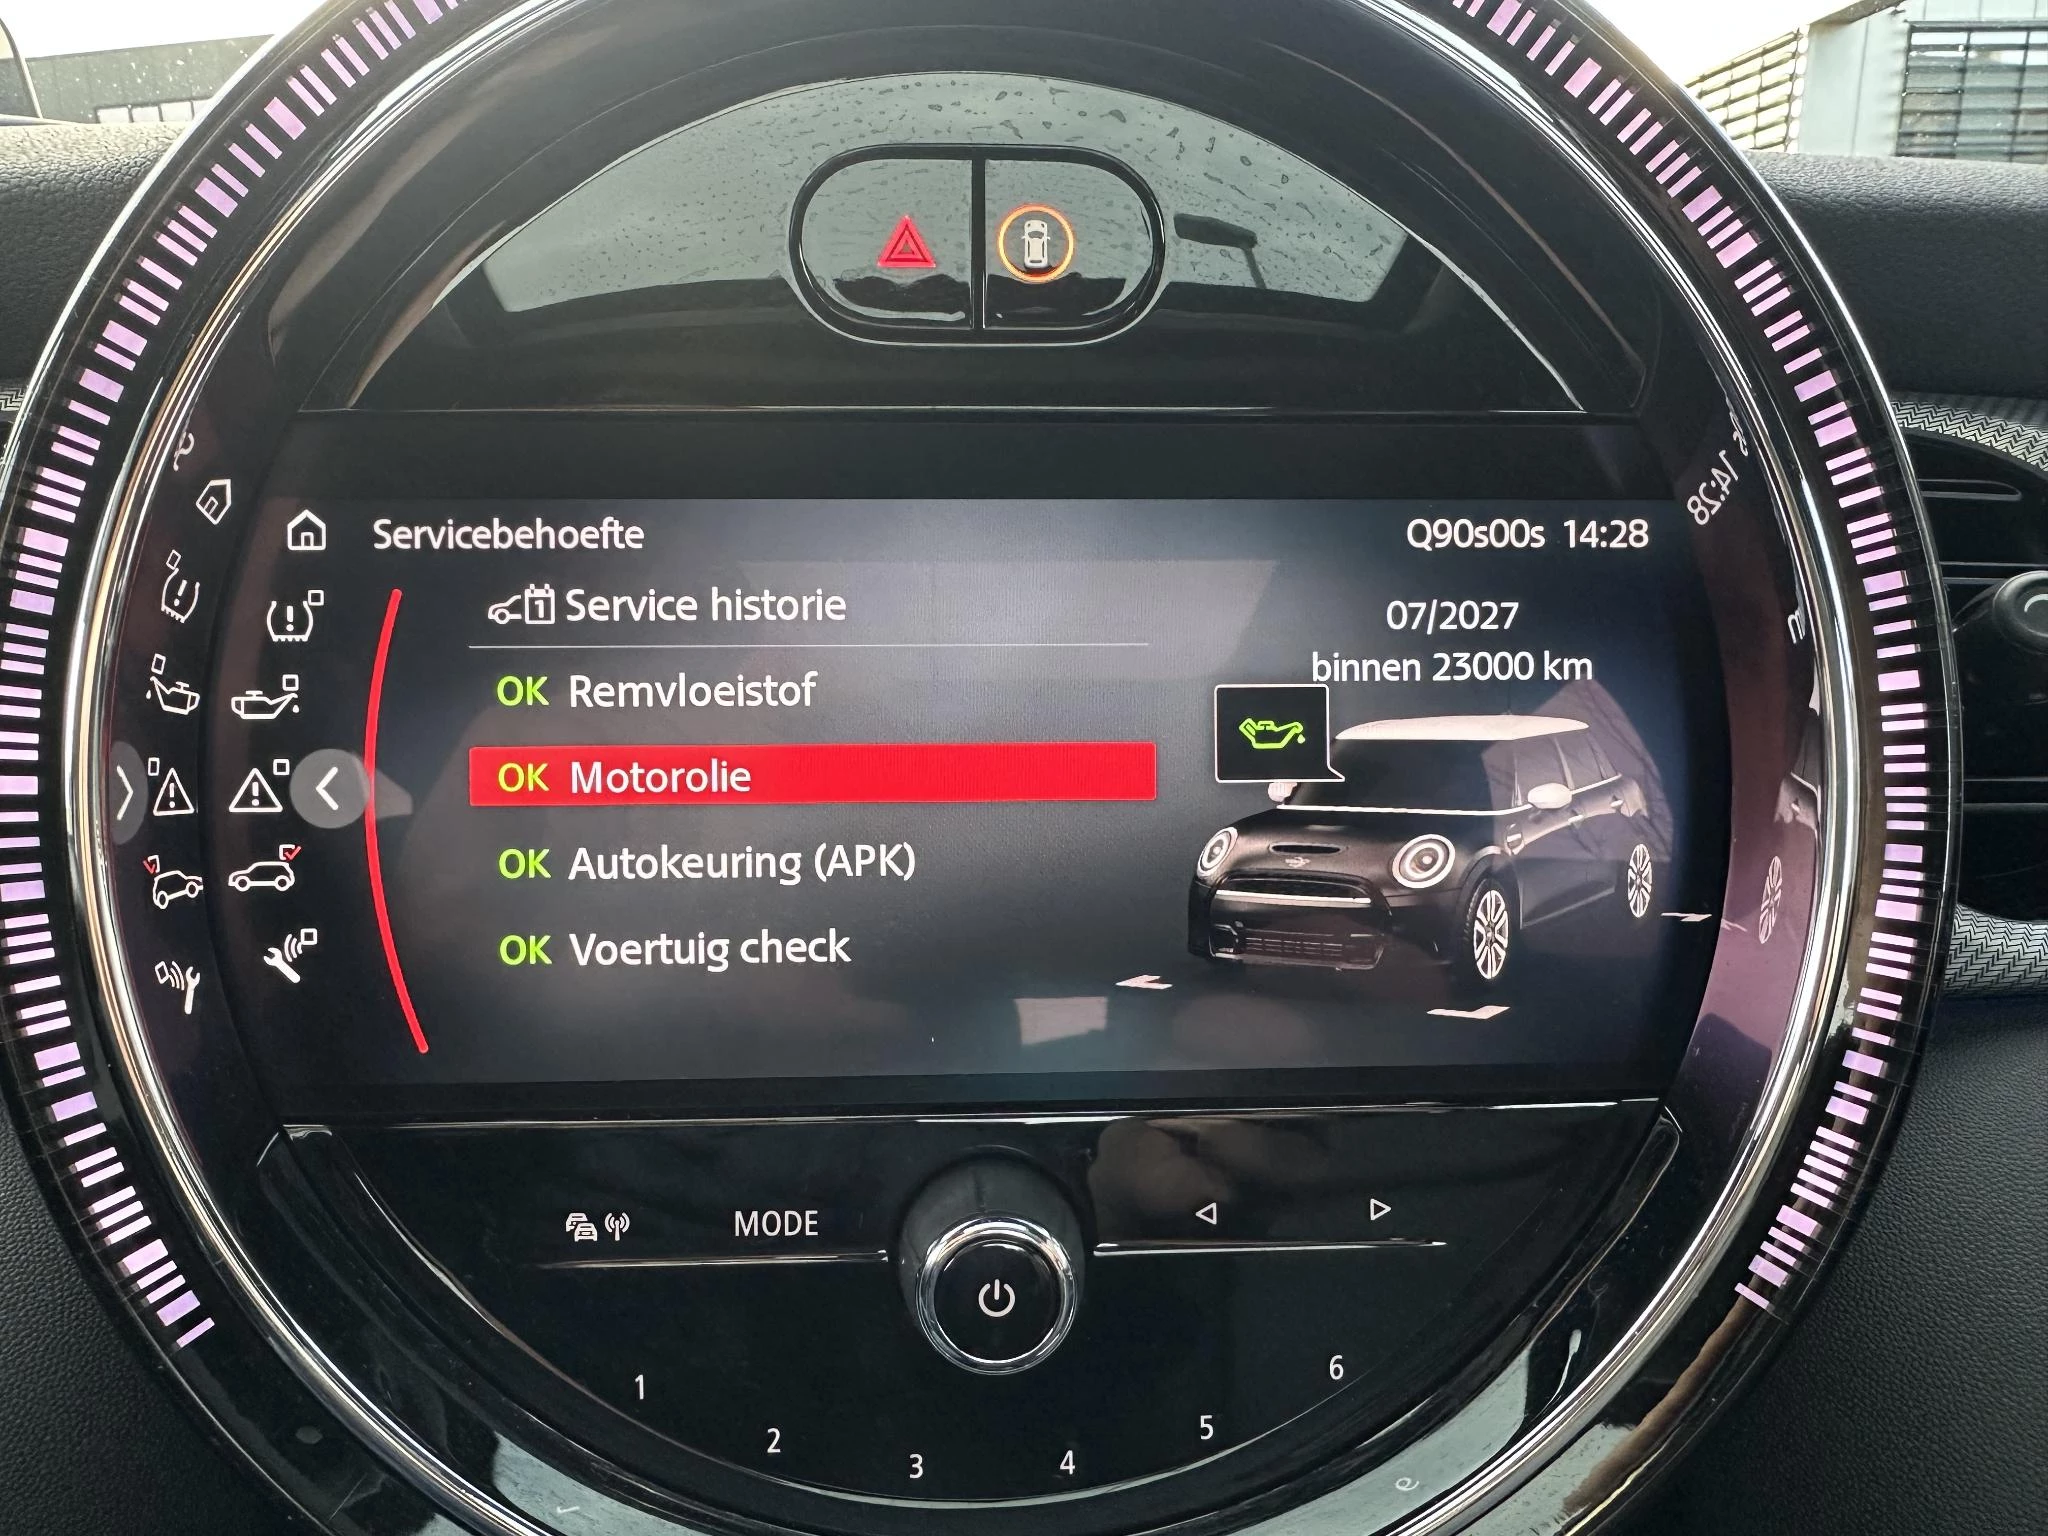 Servicebehoefte
Q90s00s 14:28
Service historie
07/2027
binnen 23000 km
OK Remvloeistof
OK Motorolie
OK Autokeuring (APK)
OK Voertuig check
MODE
1
2
3
4
5
6